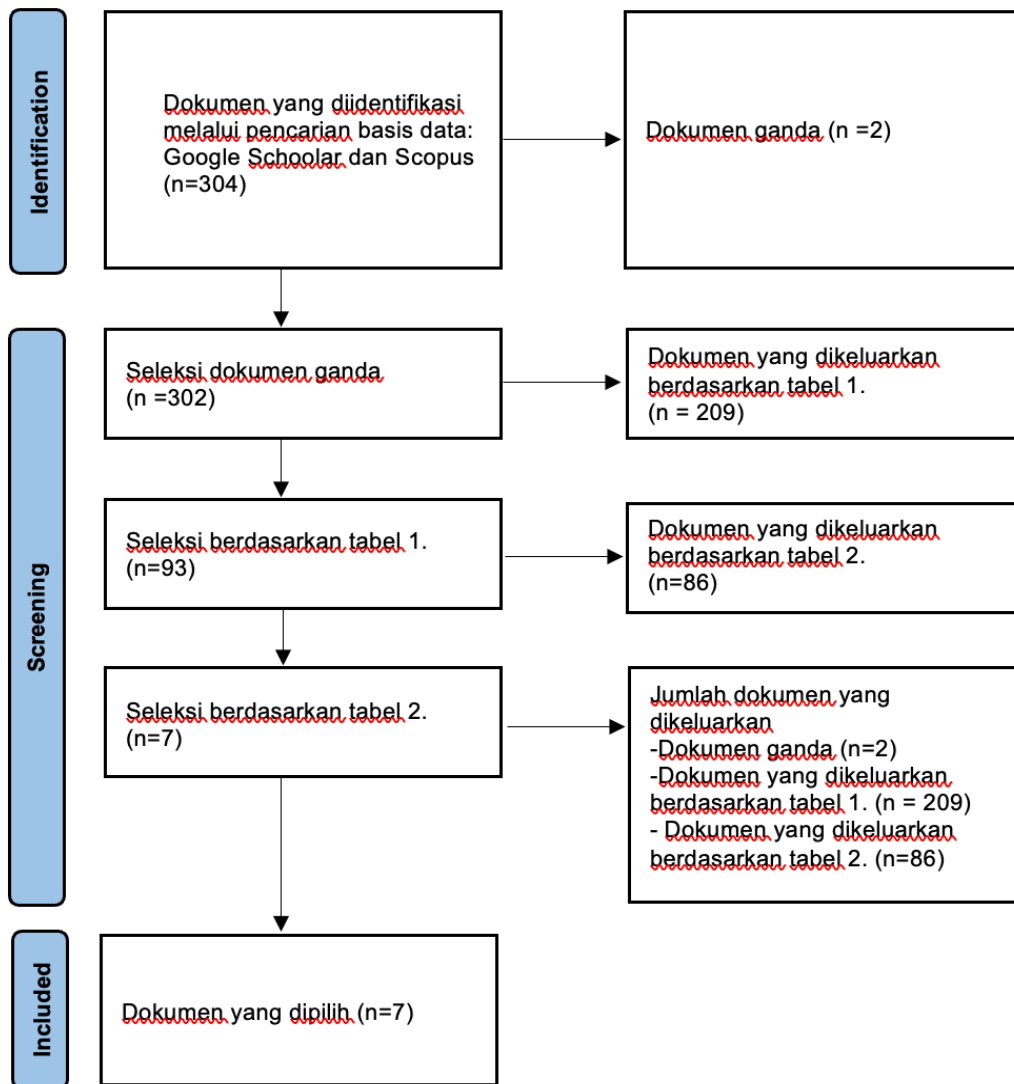 Identification
Dokumen yang diidentifikasi
melalui pencarian basis data:
Google Schoolar dan Scopus
(n=304)
Dokumen ganda (n =2)
Screening
Seleksi dokumen ganda
(n =302)
Dokumen yang dikeluarkan
berdasarkan tabel 1.
(n = 209)
Seleksi berdasarkan tabel 1.
(n=93)
Dokumen yang dikeluarkan
berdasarkan tabel 2.
(n=86)
Seleksi berdasarkan tabel 2.
(n=7)
Jumlah dokumen yang
dikeluarkan
-Dokumen ganda (n=2)
-Dokumen yang dikeluarkan
berdasarkan tabel 1. (n = 209)
- Dokumen yang dikeluarkan
berdasarkan tabel 2. (n=86)
Included
Dokumen yang dipilih (n=7)